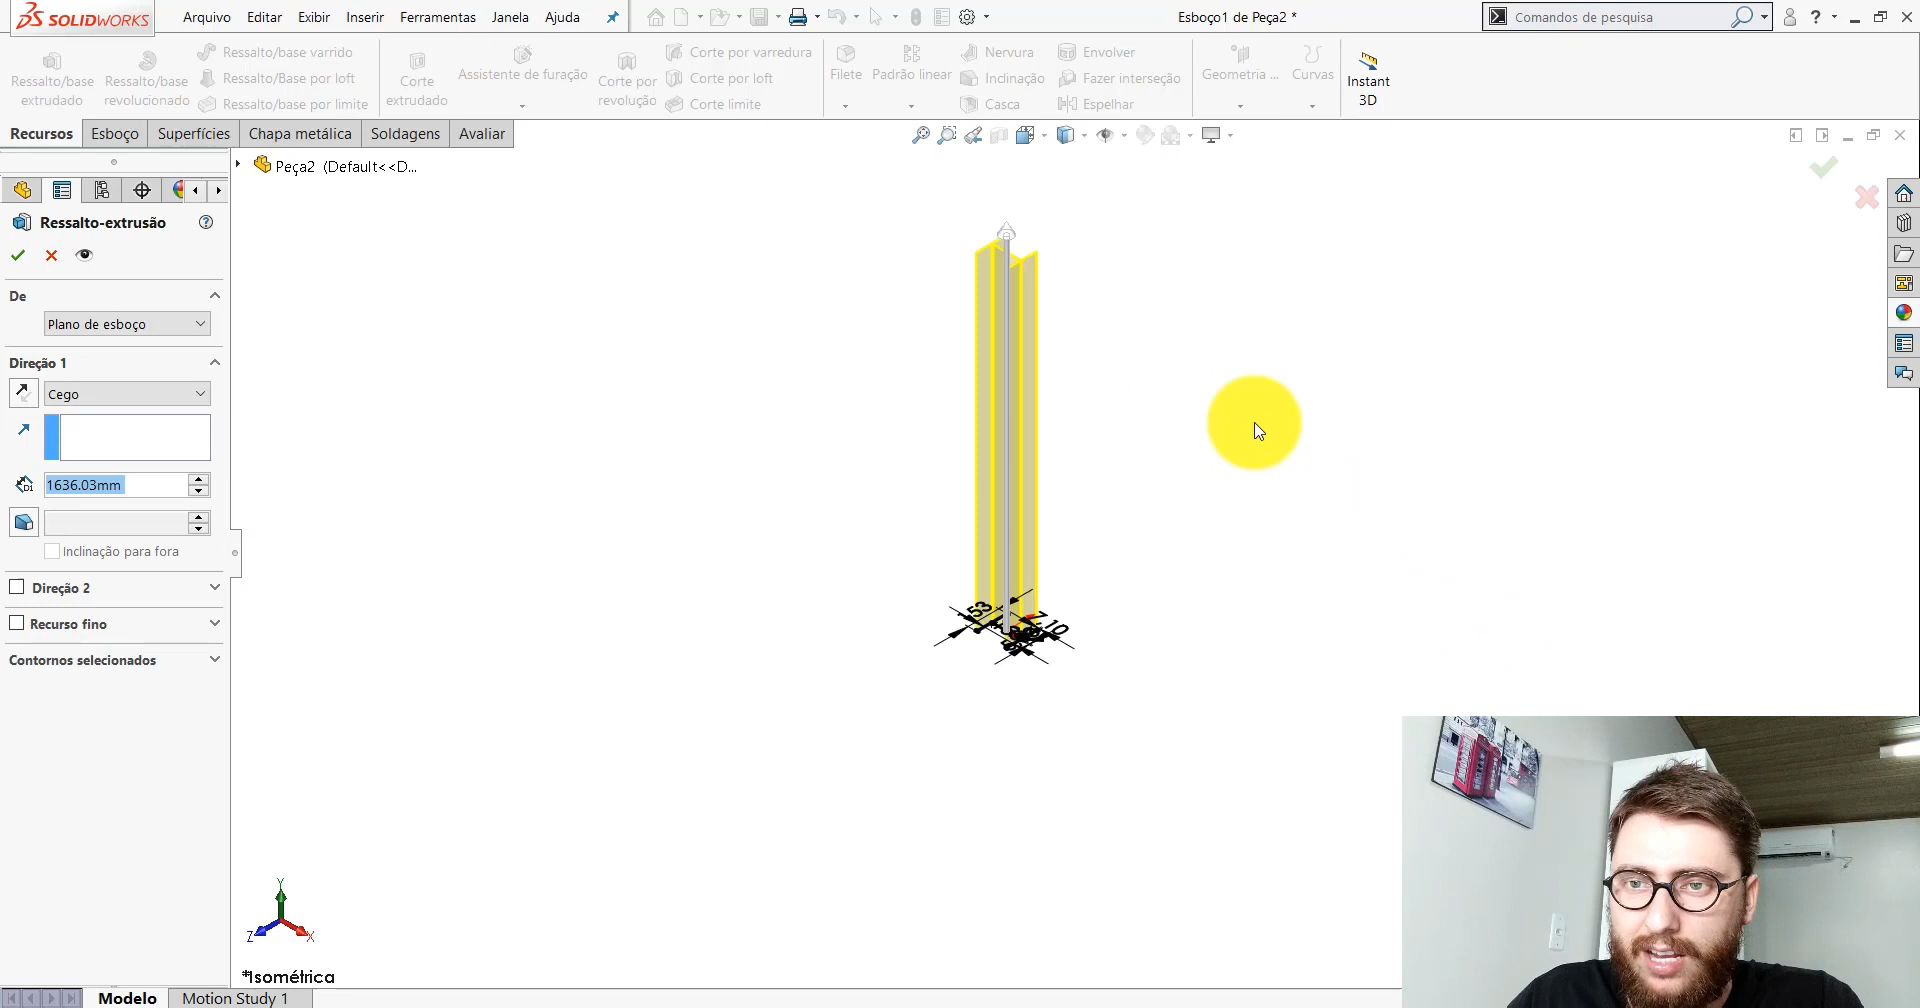 SOLIDWORKS
Arquivo Editar Exibir Inserir Ferramentas Janela Ajuda
Esboço1 de Peça2 *
Comandos de pesquisa
Ressalto/base extrudado
Ressalto/base revolucionado
Ressalto/base varrido
Ressalto/Base por loft
Ressalto/base por limite
Corte extrudado
Assistente de furação
Corte por revolução
Corte por varredura
Corte por loft
Corte limite
Filete
Padrão linear
Nervura
Inclinação
Casca
Envolver
Fazer interseção
Espelhar
Geometria ...
Curvas
Instant 3D
Recursos Esboço Superfícies Chapa metálica Soldagens Avaliar
Peça2 (Default<<D...
Ressalto-extrusão
De
Plano de esboço
Direção 1
Cego
D1
1636.03mm
Inclinação para fora
Direção 2
Recurso fino
Contornos selecionados
7,10
Y
Z
X
*Isométrica
Modelo Motion Study 1